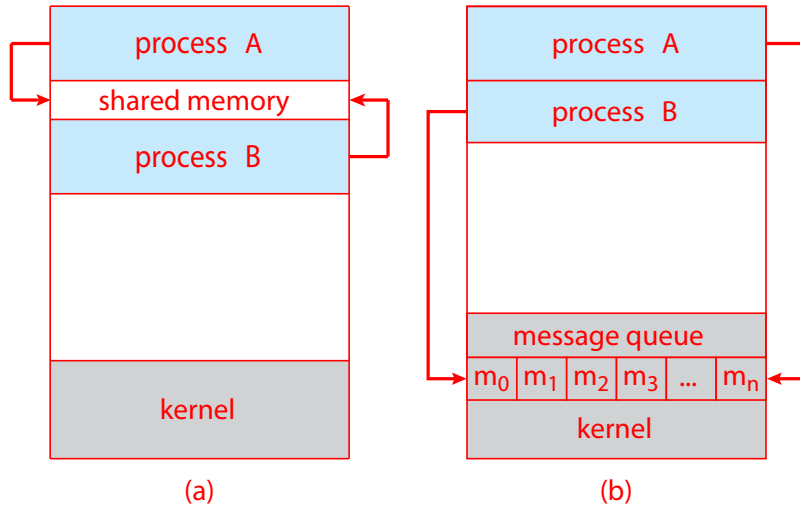 process A
shared memory
process B
kernel
(a)
process A
process B
message queue
m0 m1 m2 m3 ... mn
kernel
(b)